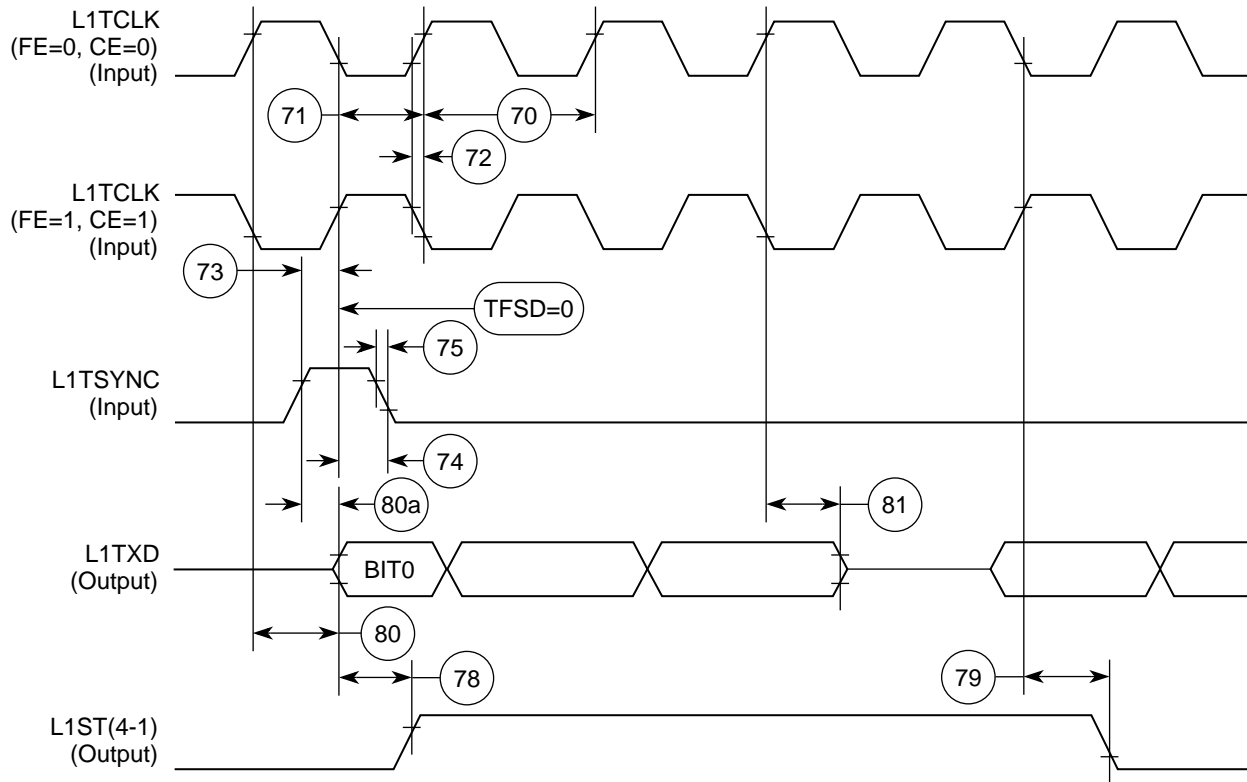 L1TCLK
(FE=0, CE=0)
(Input)
71
70
72
L1TCLK
(FE=1, CE=1)
(Input)
73
TFSD=0
75
L1TSYNC
(Input)
74
80a
81
L1TXD
(Output)
BIT0
80
78
79
L1ST(4-1)
(Output)